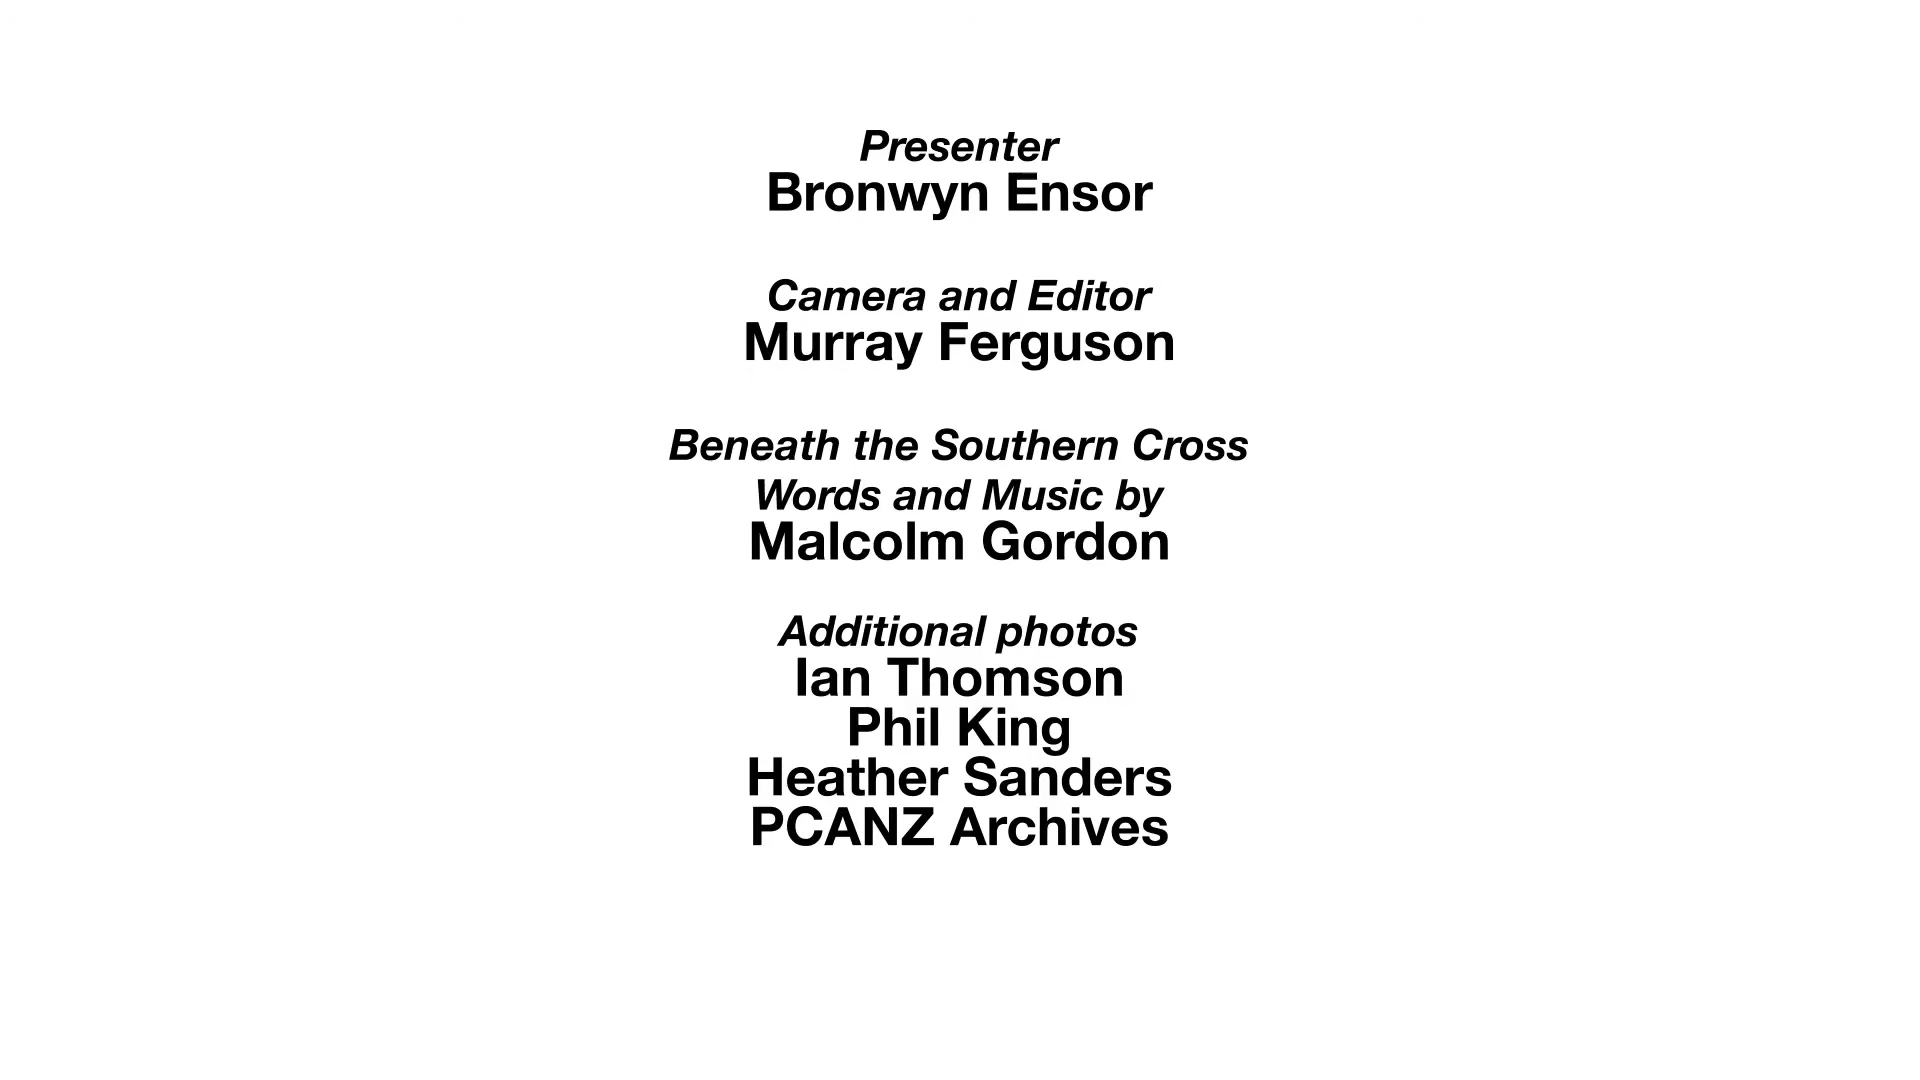 Presenter
Bronwyn Ensor
Camera and Editor
Murray Ferguson
Beneath the Southern Cross
Words and Music by
Malcolm Gordon
Additional photos
Ian Thomson
Phil King
Heather Sanders
PCANZ Archives